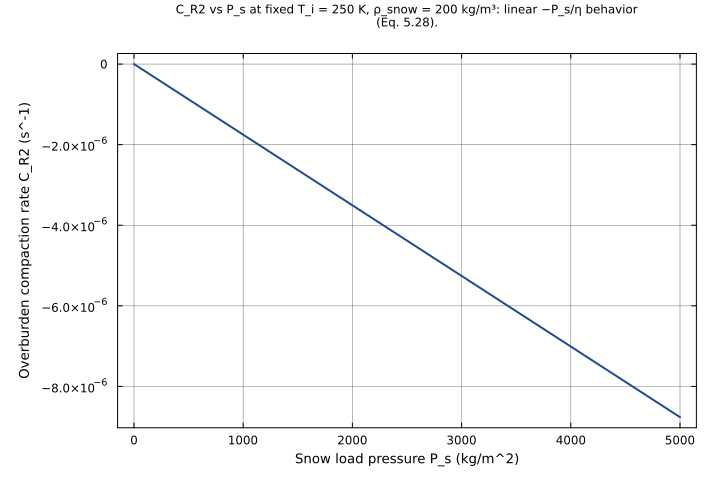 C_R2 vs P_s at fixed T_i = 250 K, ρ_snow = 200 kg/m³: linear −P_s/η behavior
(Eq. 5.28).
0
−2.0×10⁻⁶
−4.0×10⁻⁶
−6.0×10⁻⁶
−8.0×10⁻⁶
Overburden compaction rate C_R2 (s^-1)
0 1000 2000 3000 4000 5000
Snow load pressure P_s (kg/m^2)